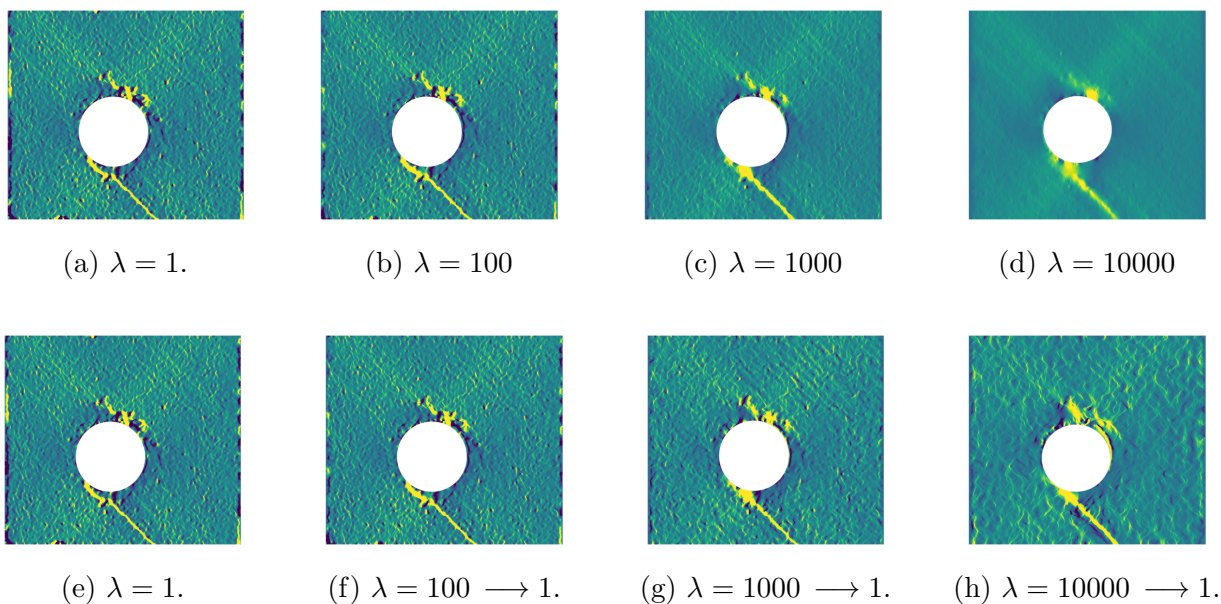 (a) λ = 1.
(b) λ = 100
(c) λ = 1000
(d) λ = 10000
(e) λ = 1.
(f) λ = 100 ⟶ 1.
(g) λ = 1000 ⟶ 1.
(h) λ = 10000 ⟶ 1.